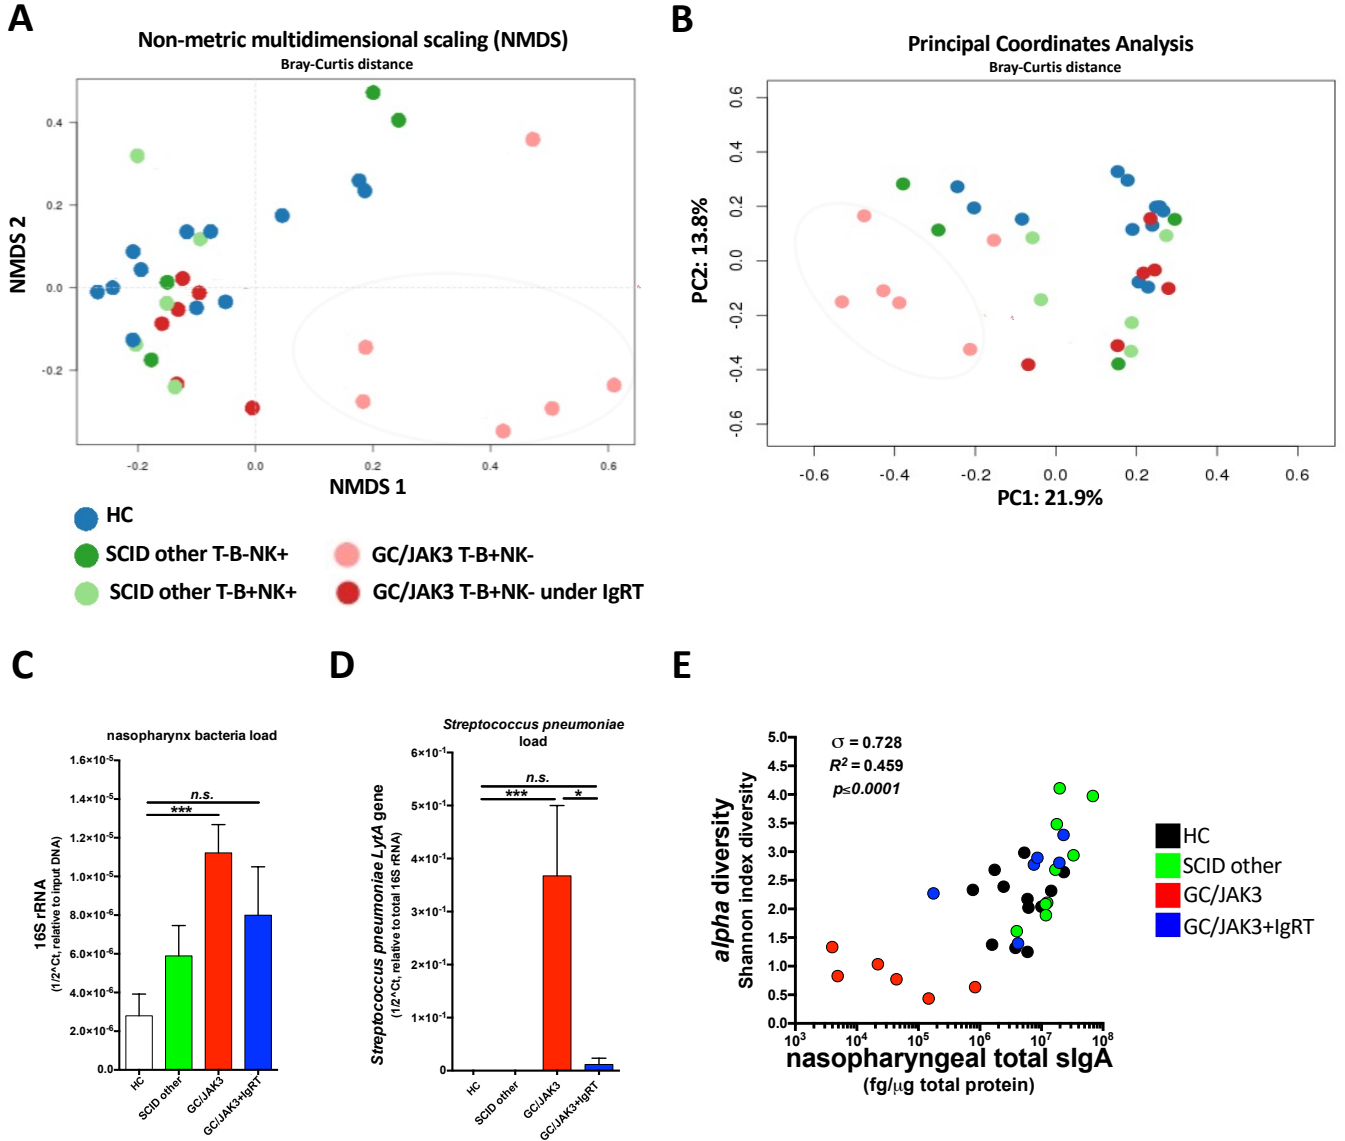 A
Non-metric multidimensional scaling (NMDS)
Bray-Curtis distance
NMDS 2
0.4
0.2
0.0
-0.2
-0.2
0.0
0.2
0.4
0.6
NMDS 1
HC
SCID other T-B-NK+
SCID other T-B+NK+
GC/JAK3 T-B+NK-
GC/JAK3 T-B+NK- under IgRT
B
Principal Coordinates Analysis
Bray-Curtis distance
PC2: 13.8%
0.6
0.4
0.2
0.0
-0.2
-0.4
-0.6
-0.6
-0.4
-0.2
0.0
0.2
0.4
0.6
PC1: 21.9%
C
nasopharynx bacteria load
16S rRNA
(1/2^Ct, relative to input DNA)
1.6×10-5
1.4×10-5
1.2×10-5
1.0×10-5
8.0×10-6
6.0×10-6
4.0×10-6
2.0×10-6
0.0
n.s.
***
HC
SCID other
GC/JAK3
GC/JAK3+IgRT
D
Streptococcus pneumoniae
load
Streptococcus pneumoniae LytA gene
(1/2^Ct, relative to total 16S rRNA)
6×10-1
5×10-1
4×10-1
3×10-1
2×10-1
1×10-1
0
n.s.
***
*
HC
SCID other
GC/JAK3
GC/JAK3+IgRT
E
alpha diversity
Shannon index diversity
5.0
4.5
4.0
3.5
3.0
2.5
2.0
1.5
1.0
0.5
0.0
σ = 0.728
R2 = 0.459
p≤0.0001
103
104
105
106
107
108
nasopharyngeal total sIgA
(fg/µg total protein)
HC
SCID other
GC/JAK3
GC/JAK3+IgRT